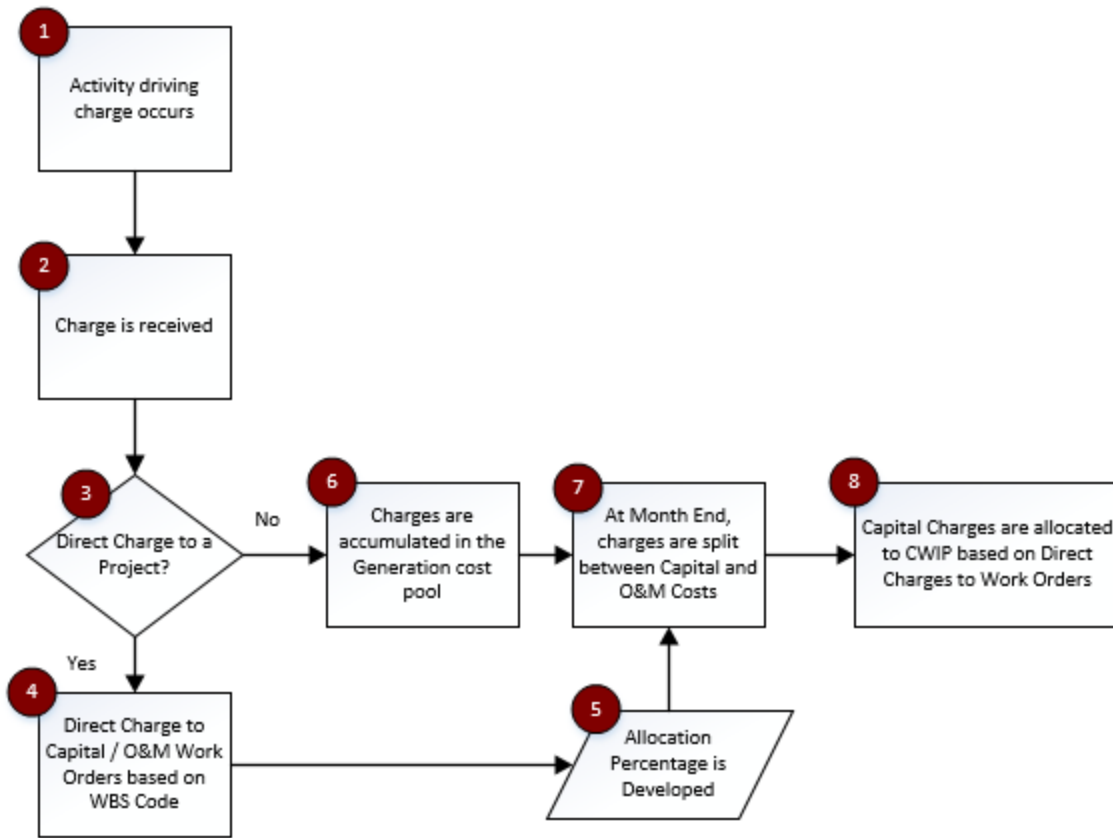 1
Activity driving
charge occurs
2
Charge is received
3
Direct Charge to a
Project?
No
Yes
4
Direct Charge to
Capital / O&M Work
Orders based on
WBS Code
5
Allocation
Percentage is
Developed
6
Charges are
accumulated in the
Generation cost
pool
7
At Month End,
charges are split
between Capital and
O&M Costs
8
Capital Charges are allocated
to CWIP based on Direct
Charges to Work Orders